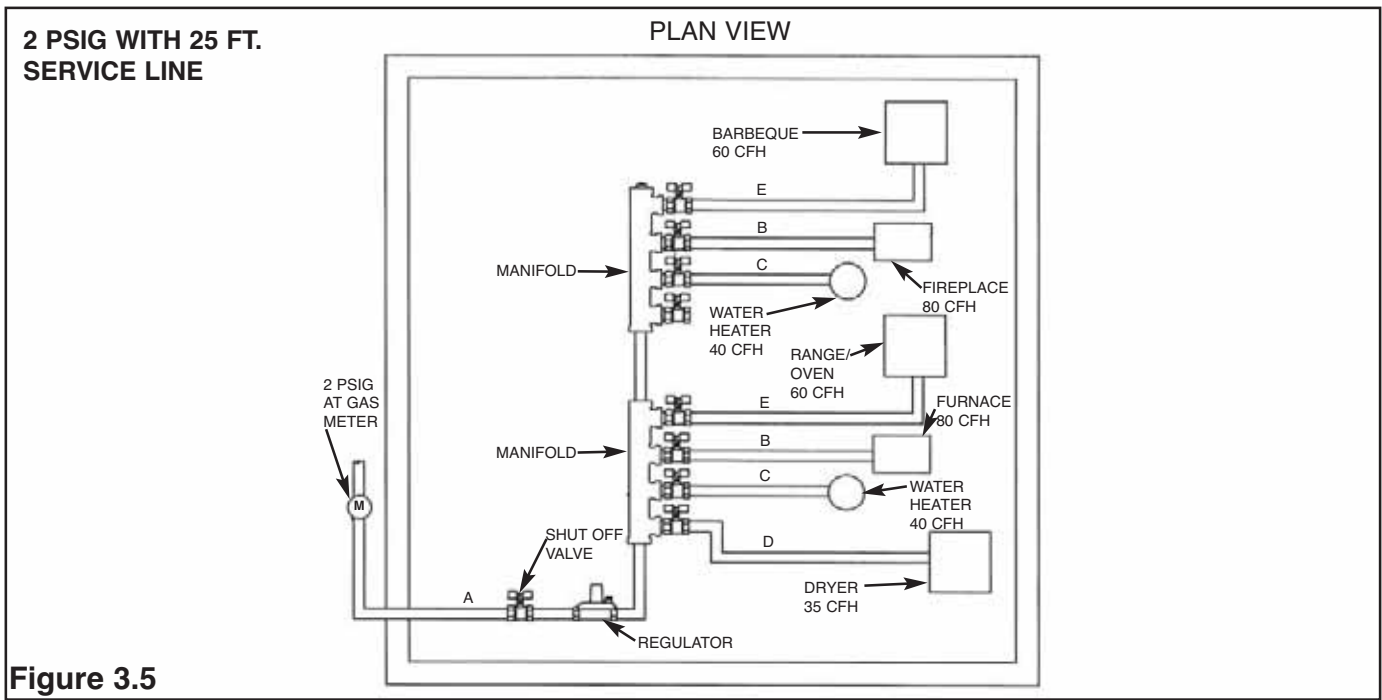 2 PSIG WITH 25 FT.
SERVICE LINE
PLAN VIEW
BARBEQUE
60 CFH
E
B
MANIFOLD
C
FIREPLACE
80 CFH
WATER
HEATER
40 CFH
RANGE/
OVEN
60 CFH
2 PSIG
AT GAS
METER
E
FURNACE
80 CFH
B
MANIFOLD
C
WATER
HEATER
40 CFH
M
SHUT OFF
VALVE
D
A
DRYER
35 CFH
REGULATOR
Figure 3.5